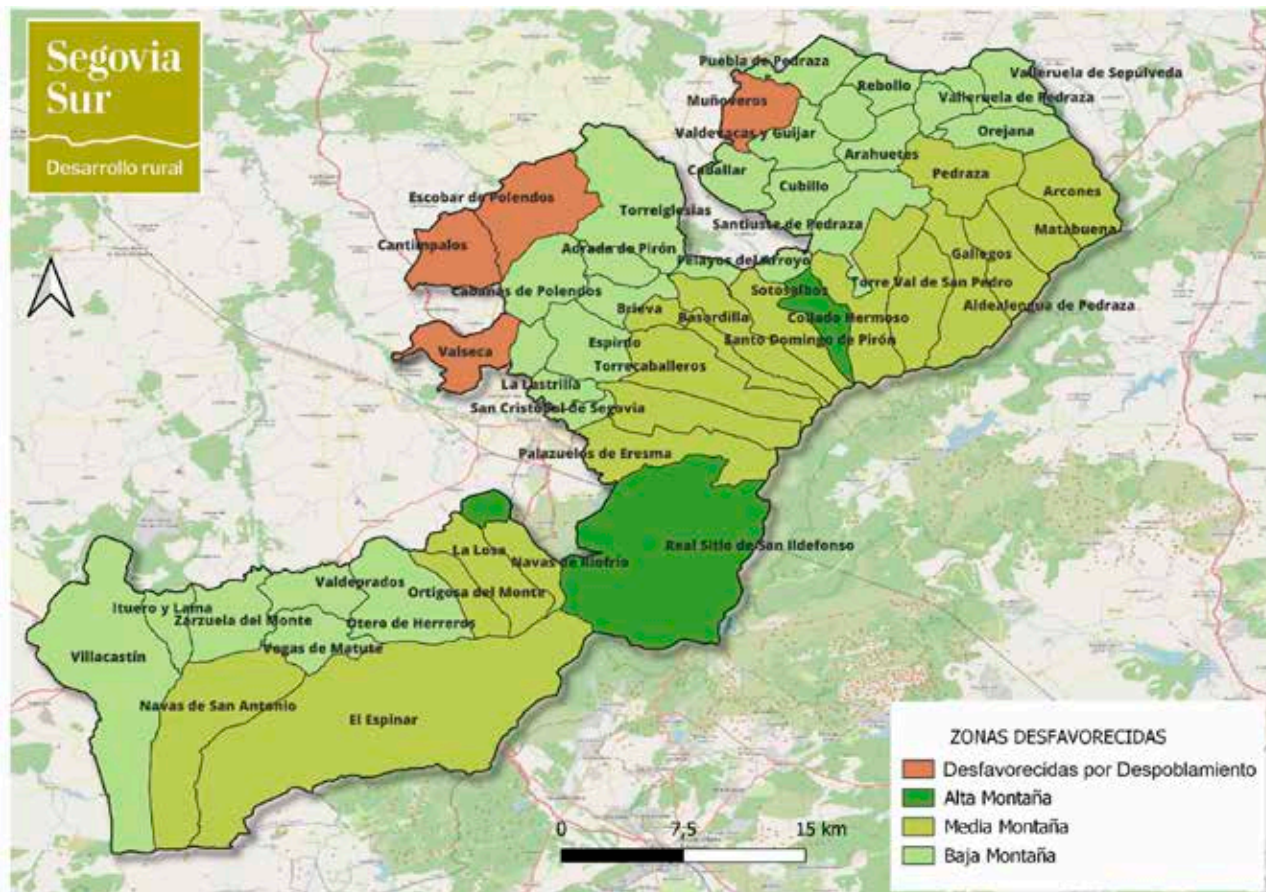 Segovia
Sur
Desarrollo rural
Puebla de Pedraza
Rebollo
Valleruela de Sepúlveda
Valleruela de Pedraza
Muñoveros
Valdevacas y Guijar
Orejana
Arahuetes
Caballar
Pedraza
Cubillo
Arcones
Escobar de Polendos
Torreiglesias
Santiuste de Pedraza
Matabuena
Cantimpalos
Adrada de Pirón
Gallegos
Pelayos del Arroyo
Torre Val de San Pedro
Cabañas de Polendos
Sotosalbos
Aldealengua de Pedraza
Brieva
Basardilla
Collado Hermoso
Espirdo
Santo Domingo de Pirón
Valseca
Torrecaballeros
La Lastrilla
San Cristobal de Segovia
Palazuelos de Eresma
La Losa
Navas de Riofrío
Real Sitio de San Ildefonso
Valdeprados
Ortigosa del Monte
Ituero y Lama
Zarzuela del Monte
Otero de Herreros
Vegas de Matute
Villacastín
Navas de San Antonio
El Espinar
ZONAS DESFAVORECIDAS
Desfavorecidas por Despoblamiento
Alta Montaña
Media Montaña
Baja Montaña
0 7,5 15 km